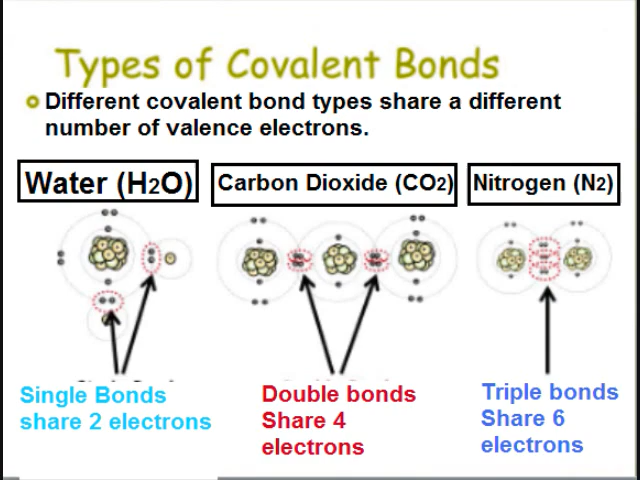 Types of Covalent Bonds
Different covalent bond types share a different
number of valence electrons.
Water (H2O)
Carbon Dioxide (CO2)
Nitrogen (N2)
Single Bonds
share 2 electrons
Double bonds
Share 4
electrons
Triple bonds
Share 6
electrons